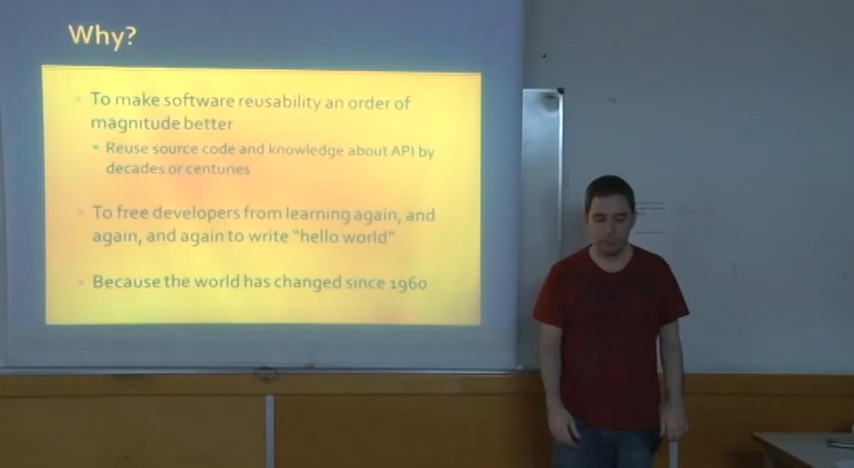 Why?
To make software reusability an order of
magnitude better
Reuse source code and knowledge about API by
decades or centuries
To free developers from learning again, and
again, and again to write "hello world"
Because the world has changed since 1960